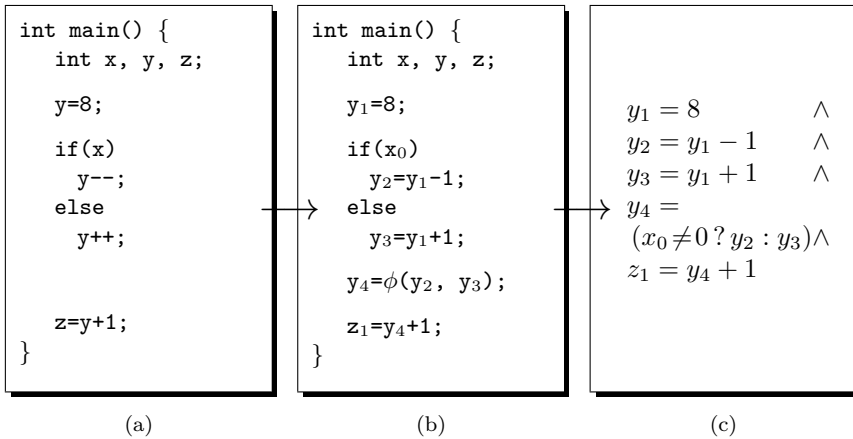 int main() {
int x, y, z;
y=8;
if(x)
y--;
else
y++;
z=y+1;
}
(a)
int main() {
int x, y, z;
y₁=8;
if(x₀)
y₂=y₁-1;
else
y₃=y₁+1;
y₄=ϕ(y₂, y₃);
z₁=y₄+1;
}
(b)
y₁ = 8 ∧
y₂ = y₁ − 1 ∧
y₃ = y₁ + 1 ∧
y₄ =
(x₀ ≠ 0 ? y₂ : y₃)∧
z₁ = y₄ + 1
(c)